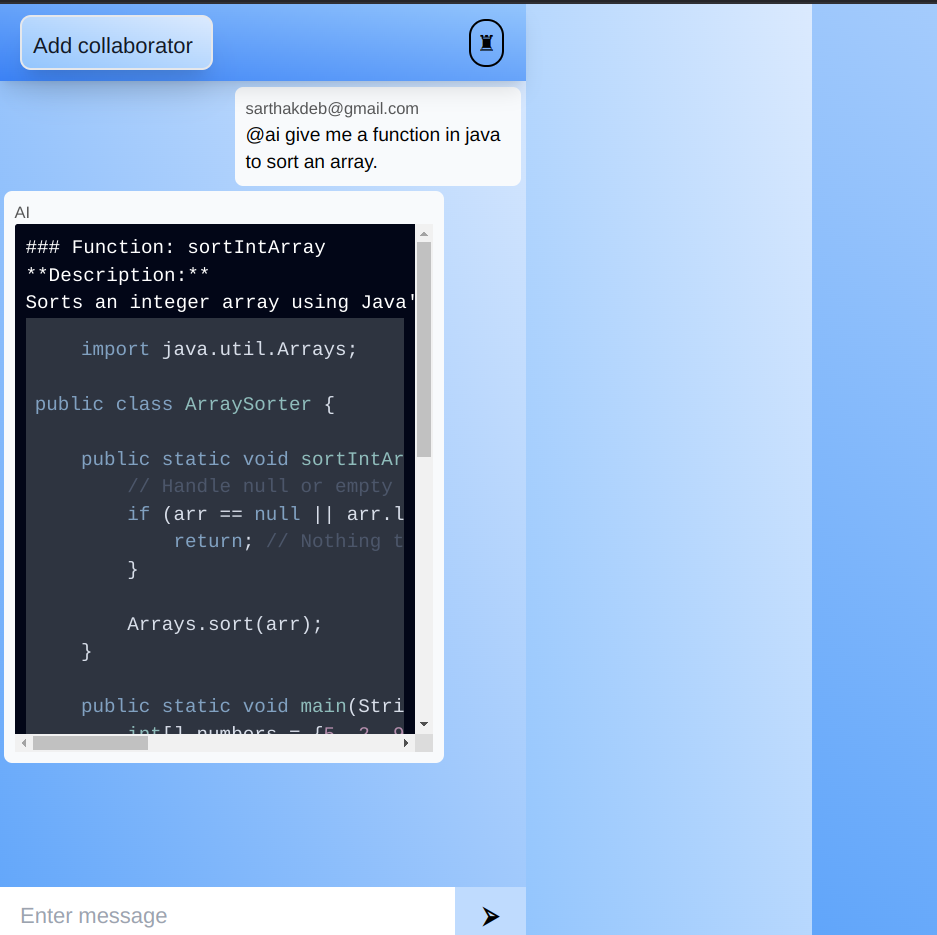 Add collaborator
sarthakdeb@gmail.com
@ai give me a function in java
to sort an array.
AI
### Function: sortIntArray
**Description:**
Sorts an integer array using Java'
import java.util.Arrays;
public class ArraySorter {
public static void sortIntAr
// Handle null or empty
if (arr == null || arr.l
return; // Nothing t
}
Arrays.sort(arr);
}
public static void main(Stri
int[] numbers = {5, 2, 9
Enter message